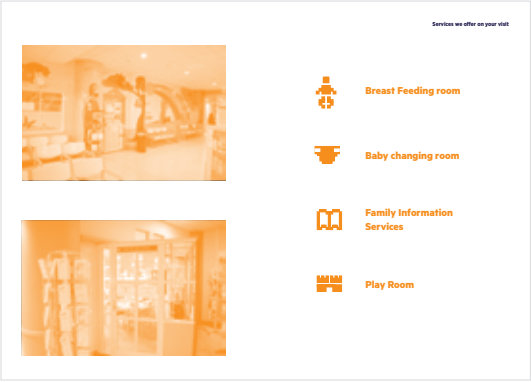 Services we offer on your visit
Breast Feeding room
Baby changing room
Family Information
Services
Play Room